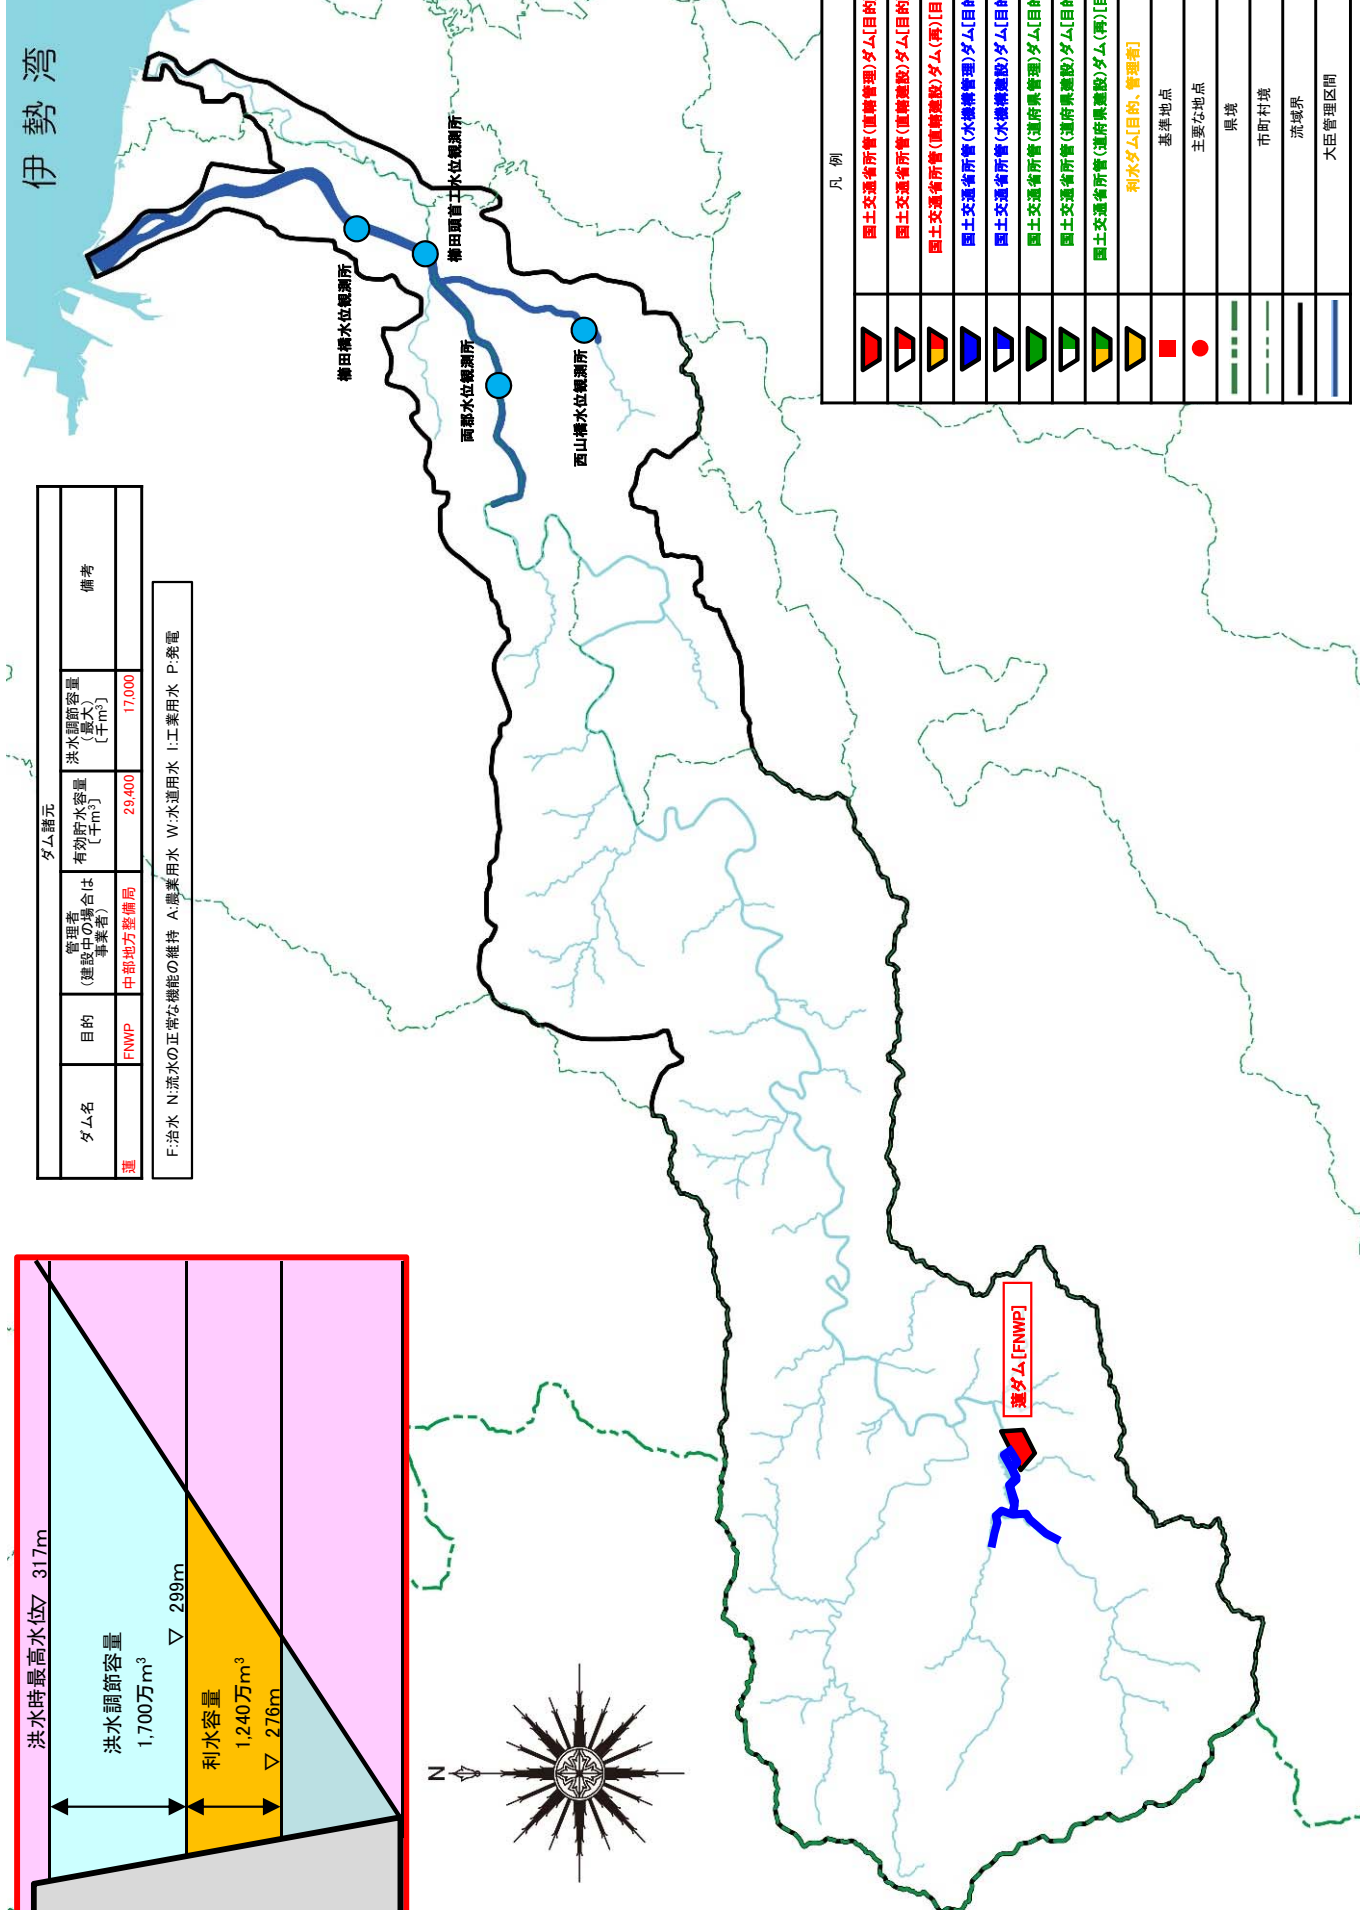 洪水時最高水位▽ 317m
洪水調節容量
1,700万m³
▽ 299m
利水容量
1,240万m³
▽ 276m
N
ダム諸元
ダム名
目的
管理者
(建設中の場合は
事業者)
有効貯水容量
[千m³]
洪水調節容量
(最大)
[千m³]
備考
蓮 FNWP 中部地方整備局 29,400 17,000
F:治水 N:流水の正常な機能の維持 A:農業用水 W:水道用水 I:工業用水 P:発電
伊勢湾
櫛田橋水位観測所
櫛田頭首工水位観測所
両郡水位観測所
西山橋水位観測所
蓮ダム[FNWP]
凡例
国土交通省所管(直轄管理)ダム[目的
国土交通省所管(直轄建設)ダム[目的
国土交通省所管(直轄建設)ダム(再)[目
国土交通省所管(水機構管理)ダム[目的
国土交通省所管(水機構建設)ダム[目的
国土交通省所管(道府県管理)ダム[目的
国土交通省所管(道府県建設)ダム[目的
国土交通省所管(道府県建設)ダム(再)[目
利水ダム[目的、管理者]
基準地点
主要な地点
県境
市町村境
流域界
大臣管理区間